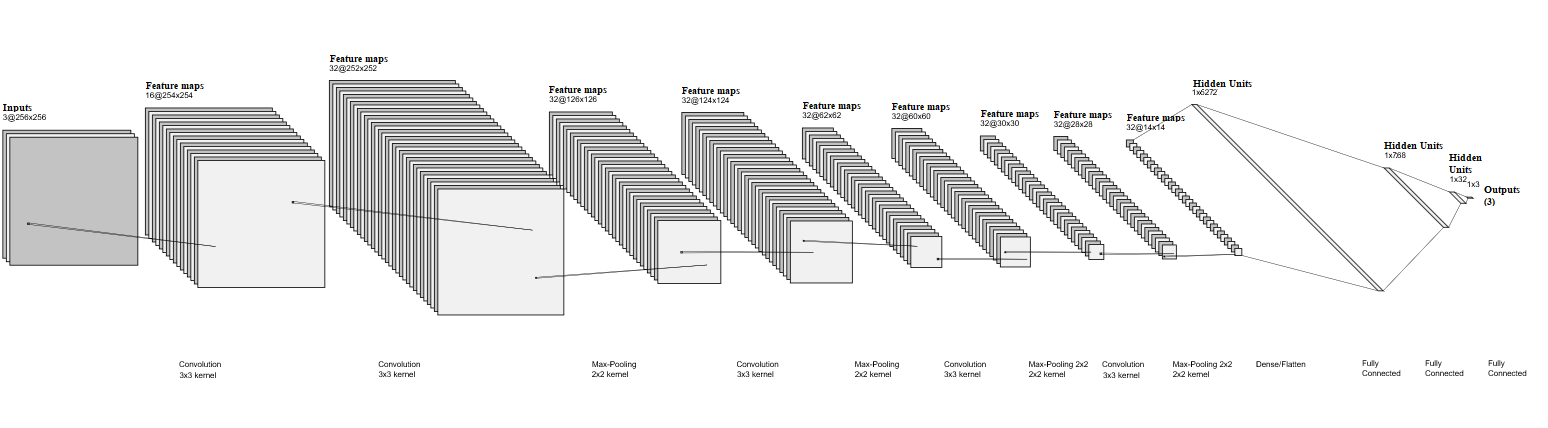 Inputs
3@256x256
Feature maps
16@254x254
Feature maps
32@252x252
Feature maps
32@126x126
Feature maps
32@124x124
Feature maps
32@62x62
Feature maps
32@60x60
Feature maps
32@30x30
Feature maps
32@28x28
Feature maps
32@14x14
Hidden Units
1x6272
Hidden Units
1x768
Hidden
Units
1x32
1x3
Outputs
(3)
Convolution
3x3 kernel
Convolution
3x3 kernel
Max-Pooling
2x2 kernel
Convolution
3x3 kernel
Max-Pooling
2x2 kernel
Convolution
3x3 kernel
Max-Pooling 2x2
2x2 kernel
Convolution
3x3 kernel
Max-Pooling 2x2
2x2 kernel
Dense/Flatten
Fully
Connected
Fully
Connected
Fully
Connected